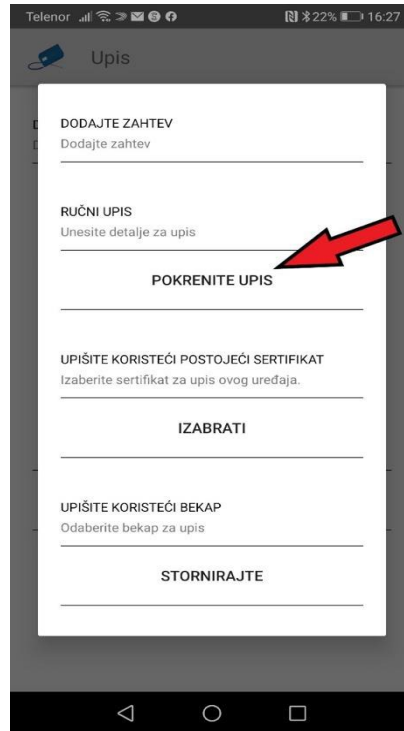 Telenor 22% 16:27
Upis
DODAJTE ZAHTEV
Dodajte zahtev
RUČNI UPIS
Unesite detalje za upis
POKRENITE UPIS
UPIŠITE KORISTEĆI POSTOJEĆI SERTIFIKAT
Izaberite sertifikat za upis ovog uređaja.
IZABRATI
UPIŠITE KORISTEĆI BEKAP
Odaberite bekap za upis
STORNIRAJTE